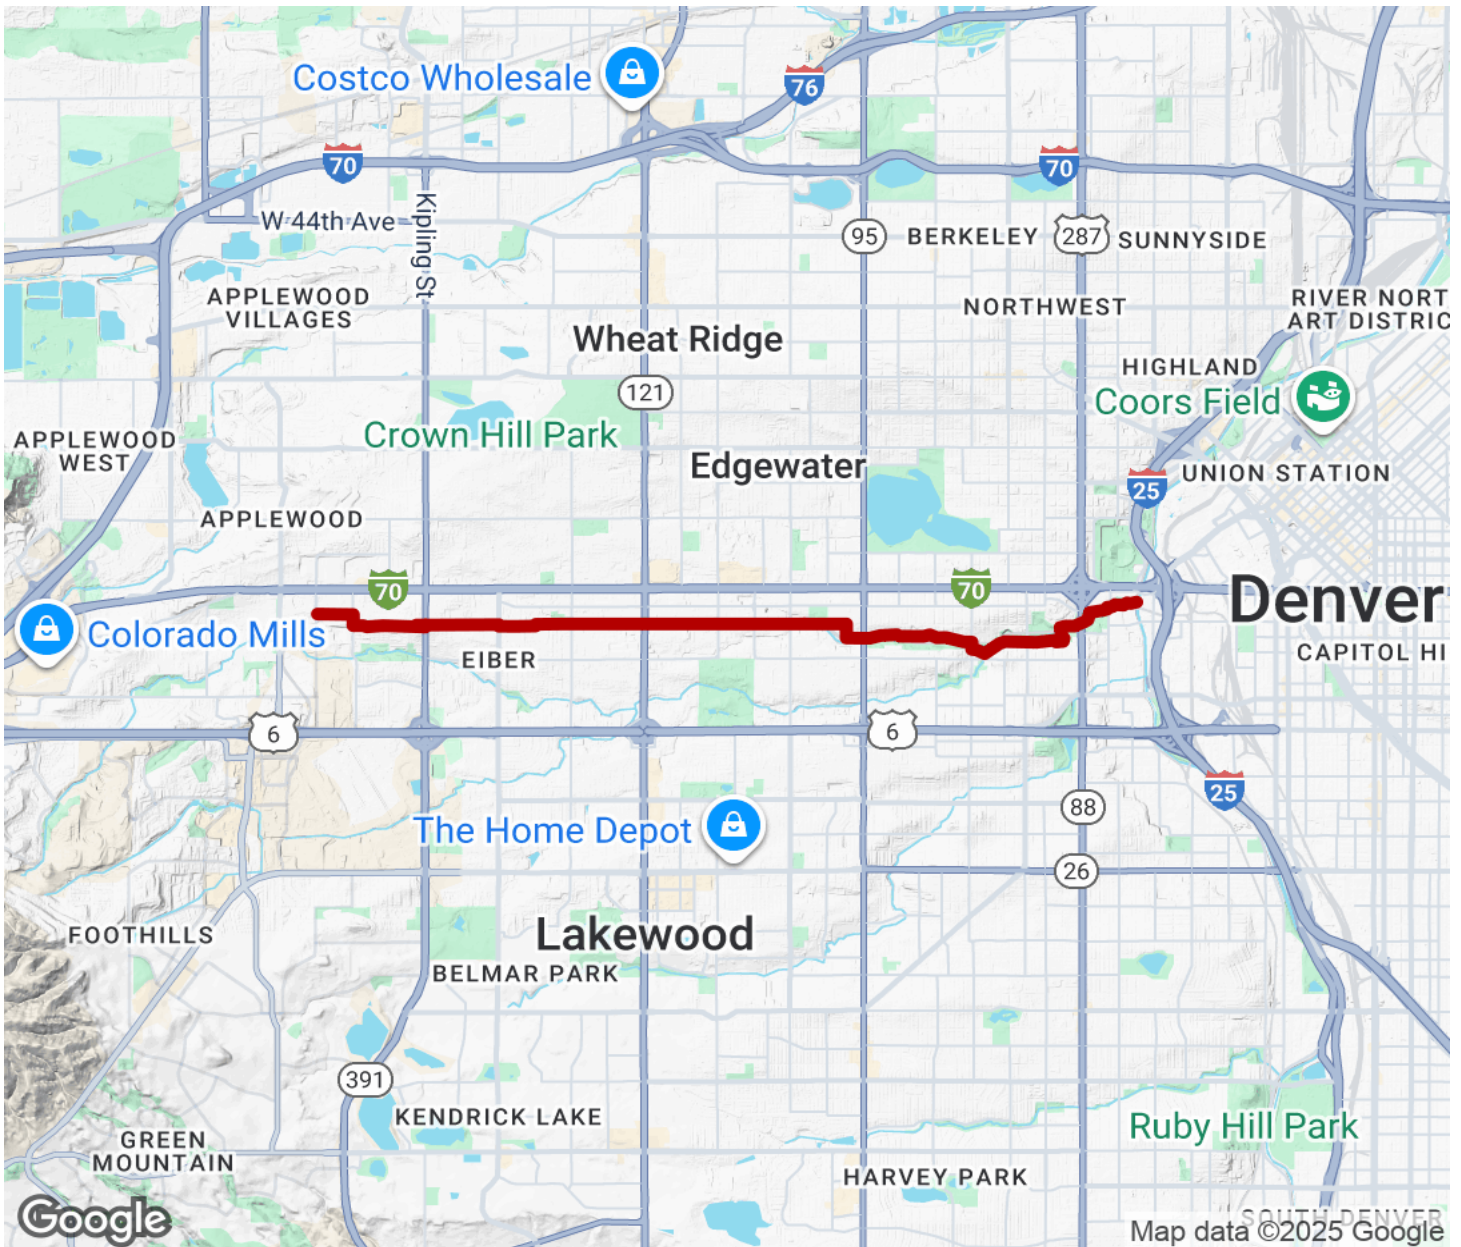 Costco Wholesale
76
70
70
W 44th Ave
Kipling St
95
BERKELEY
287
SUNNYSIDE
APPLEWOOD
VILLAGES
NORTHWEST
RIVER NORT
ART DISTRIC
Wheat Ridge
HIGHLAND
121
Coors Field
Crown Hill Park
APPLEWOOD
WEST
Edgewater
UNION STATION
25
APPLEWOOD
70
70
Denver
Colorado Mills
EIBER
CAPITOL HI
6
6
25
88
The Home Depot
26
FOOTHILLS
Lakewood
BELMAR PARK
391
KENDRICK LAKE
Ruby Hill Park
GREEN
MOUNTAIN
HARVEY PARK
Google
SOUTH DENVER
Map data ©2025 Google